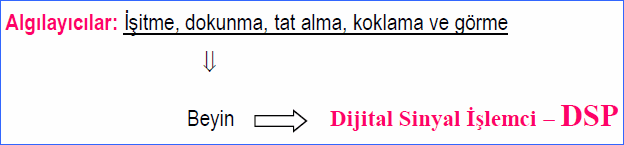 Algılayıcılar: İşitme, dokunma, tat alma, koklama ve görme
⇓
Beyin ⇨ Dijital Sinyal İşlemci – DSP